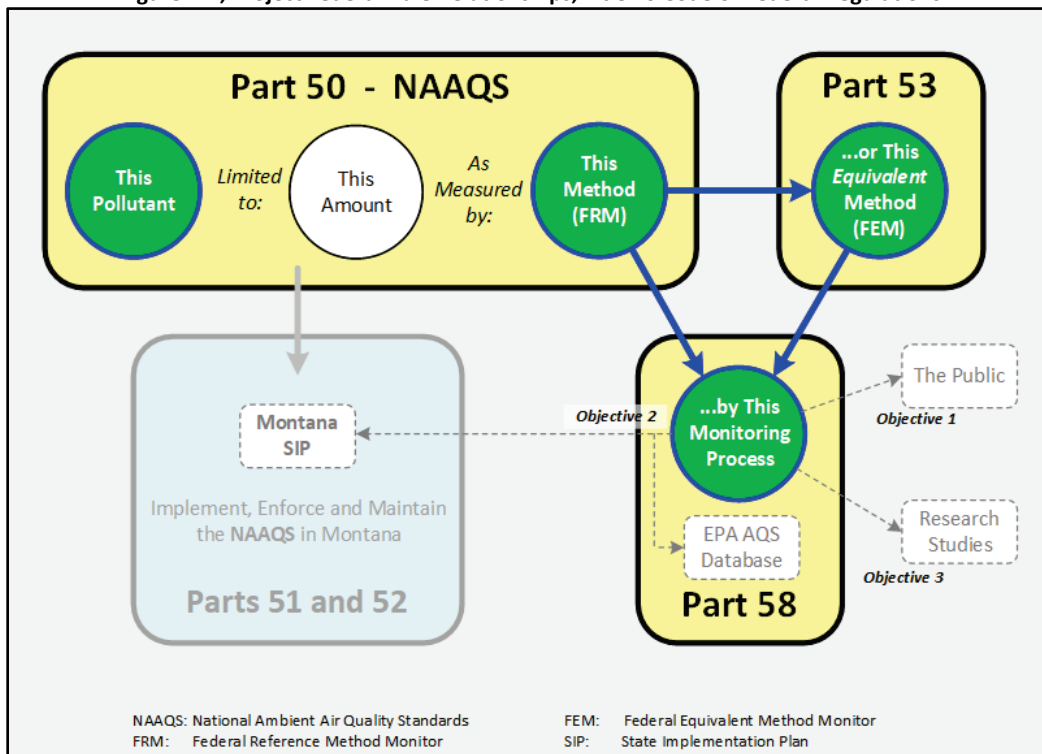 Part 50 - NAAQS
Part 53
This
Pollutant
Limited
to:
This
Amount
As
Measured
by:
This
Method
(FRM)
...or This
Equivalent
Method
(FEM)
Montana
SIP
Implement, Enforce and Maintain
the NAAQS in Montana
Parts 51 and 52
Objective 2
...by This
Monitoring
Process
EPA AQS
Database
Part 58
The Public
Objective 1
Research
Studies
Objective 3
NAAQS: National Ambient Air Quality Standards
FRM: Federal Reference Method Monitor
FEM: Federal Equivalent Method Monitor
SIP: State Implementation Plan